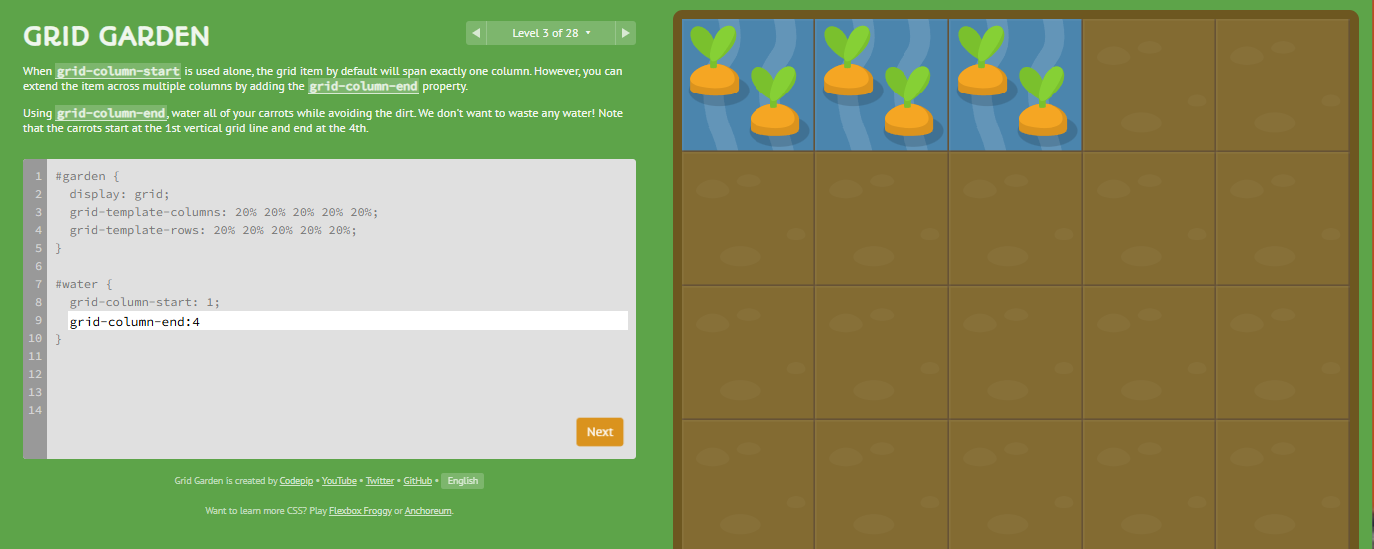 GRID GARDEN
◀ Level 3 of 28 ▾ ▶
When grid-column-start is used alone, the grid item by default will span exactly one column. However, you can
extend the item across multiple columns by adding the grid-column-end property.
Using grid-column-end, water all of your carrots while avoiding the dirt. We don't want to waste any water! Note
that the carrots start at the 1st vertical grid line and end at the 4th.
1 #garden {
2 display: grid;
3 grid-template-columns: 20% 20% 20% 20% 20%;
4 grid-template-rows: 20% 20% 20% 20% 20%;
5 }
6
7 #water {
8 grid-column-start: 1;
9 grid-column-end:4
10 }
11
12
13
14
Next
Grid Garden is created by Codepip • YouTube • Twitter • GitHub • English
Want to learn more CSS? Play Flexbox Froggy or Anchoreum.